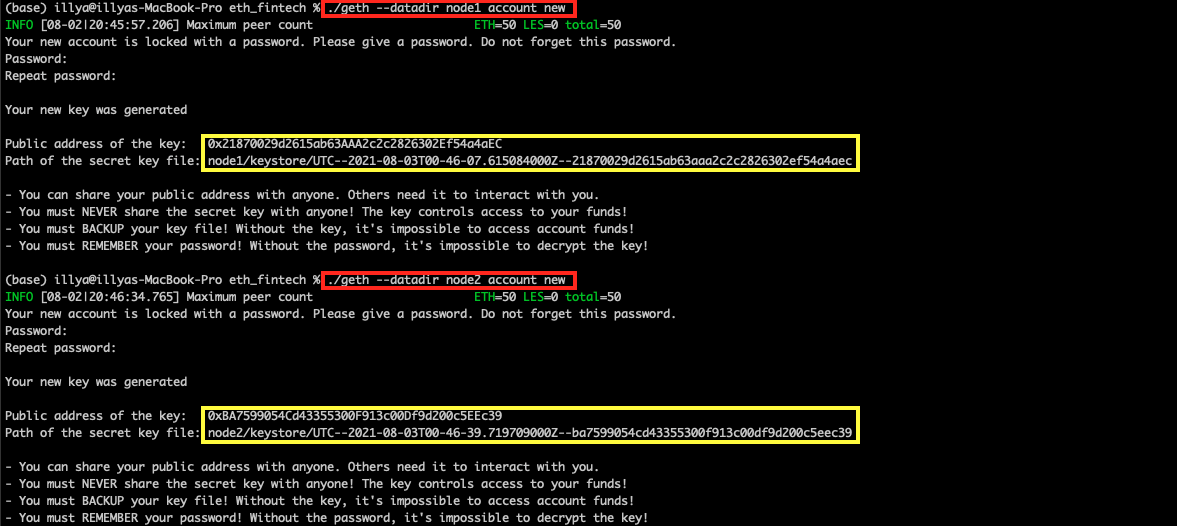 (base) illya@illyas-MacBook-Pro eth_fintech % ./geth --datadir node1 account new
INFO [08-02|20:45:57.206] Maximum peer count ETH=50 LES=0 total=50
Your new account is locked with a password. Please give a password. Do not forget this password.
Password:
Repeat password:
Your new key was generated
Public address of the key: 0x21870029d2615ab63AAA2c2c2826302Ef54a4aEC
Path of the secret key file: node1/keystore/UTC--2021-08-03T00-46-07.615084000Z--21870029d2615ab63aaa2c2c2826302ef54a4aec
- You can share your public address with anyone. Others need it to interact with you.
- You must NEVER share the secret key with anyone! The key controls access to your funds!
- You must BACKUP your key file! Without the key, it's impossible to access account funds!
- You must REMEMBER your password! Without the password, it's impossible to decrypt the key!
(base) illya@illyas-MacBook-Pro eth_fintech % ./geth --datadir node2 account new
INFO [08-02|20:46:34.765] Maximum peer count ETH=50 LES=0 total=50
Your new account is locked with a password. Please give a password. Do not forget this password.
Password:
Repeat password:
Your new key was generated
Public address of the key: 0xBA7599054Cd43355300F913c00Df9d200c5EEc39
Path of the secret key file: node2/keystore/UTC--2021-08-03T00-46-39.719709000Z--ba7599054cd43355300f913c00df9d200c5eec39
- You can share your public address with anyone. Others need it to interact with you.
- You must NEVER share the secret key with anyone! The key controls access to your funds!
- You must BACKUP your key file! Without the key, it's impossible to access account funds!
- You must REMEMBER your password! Without the password, it's impossible to decrypt the key!